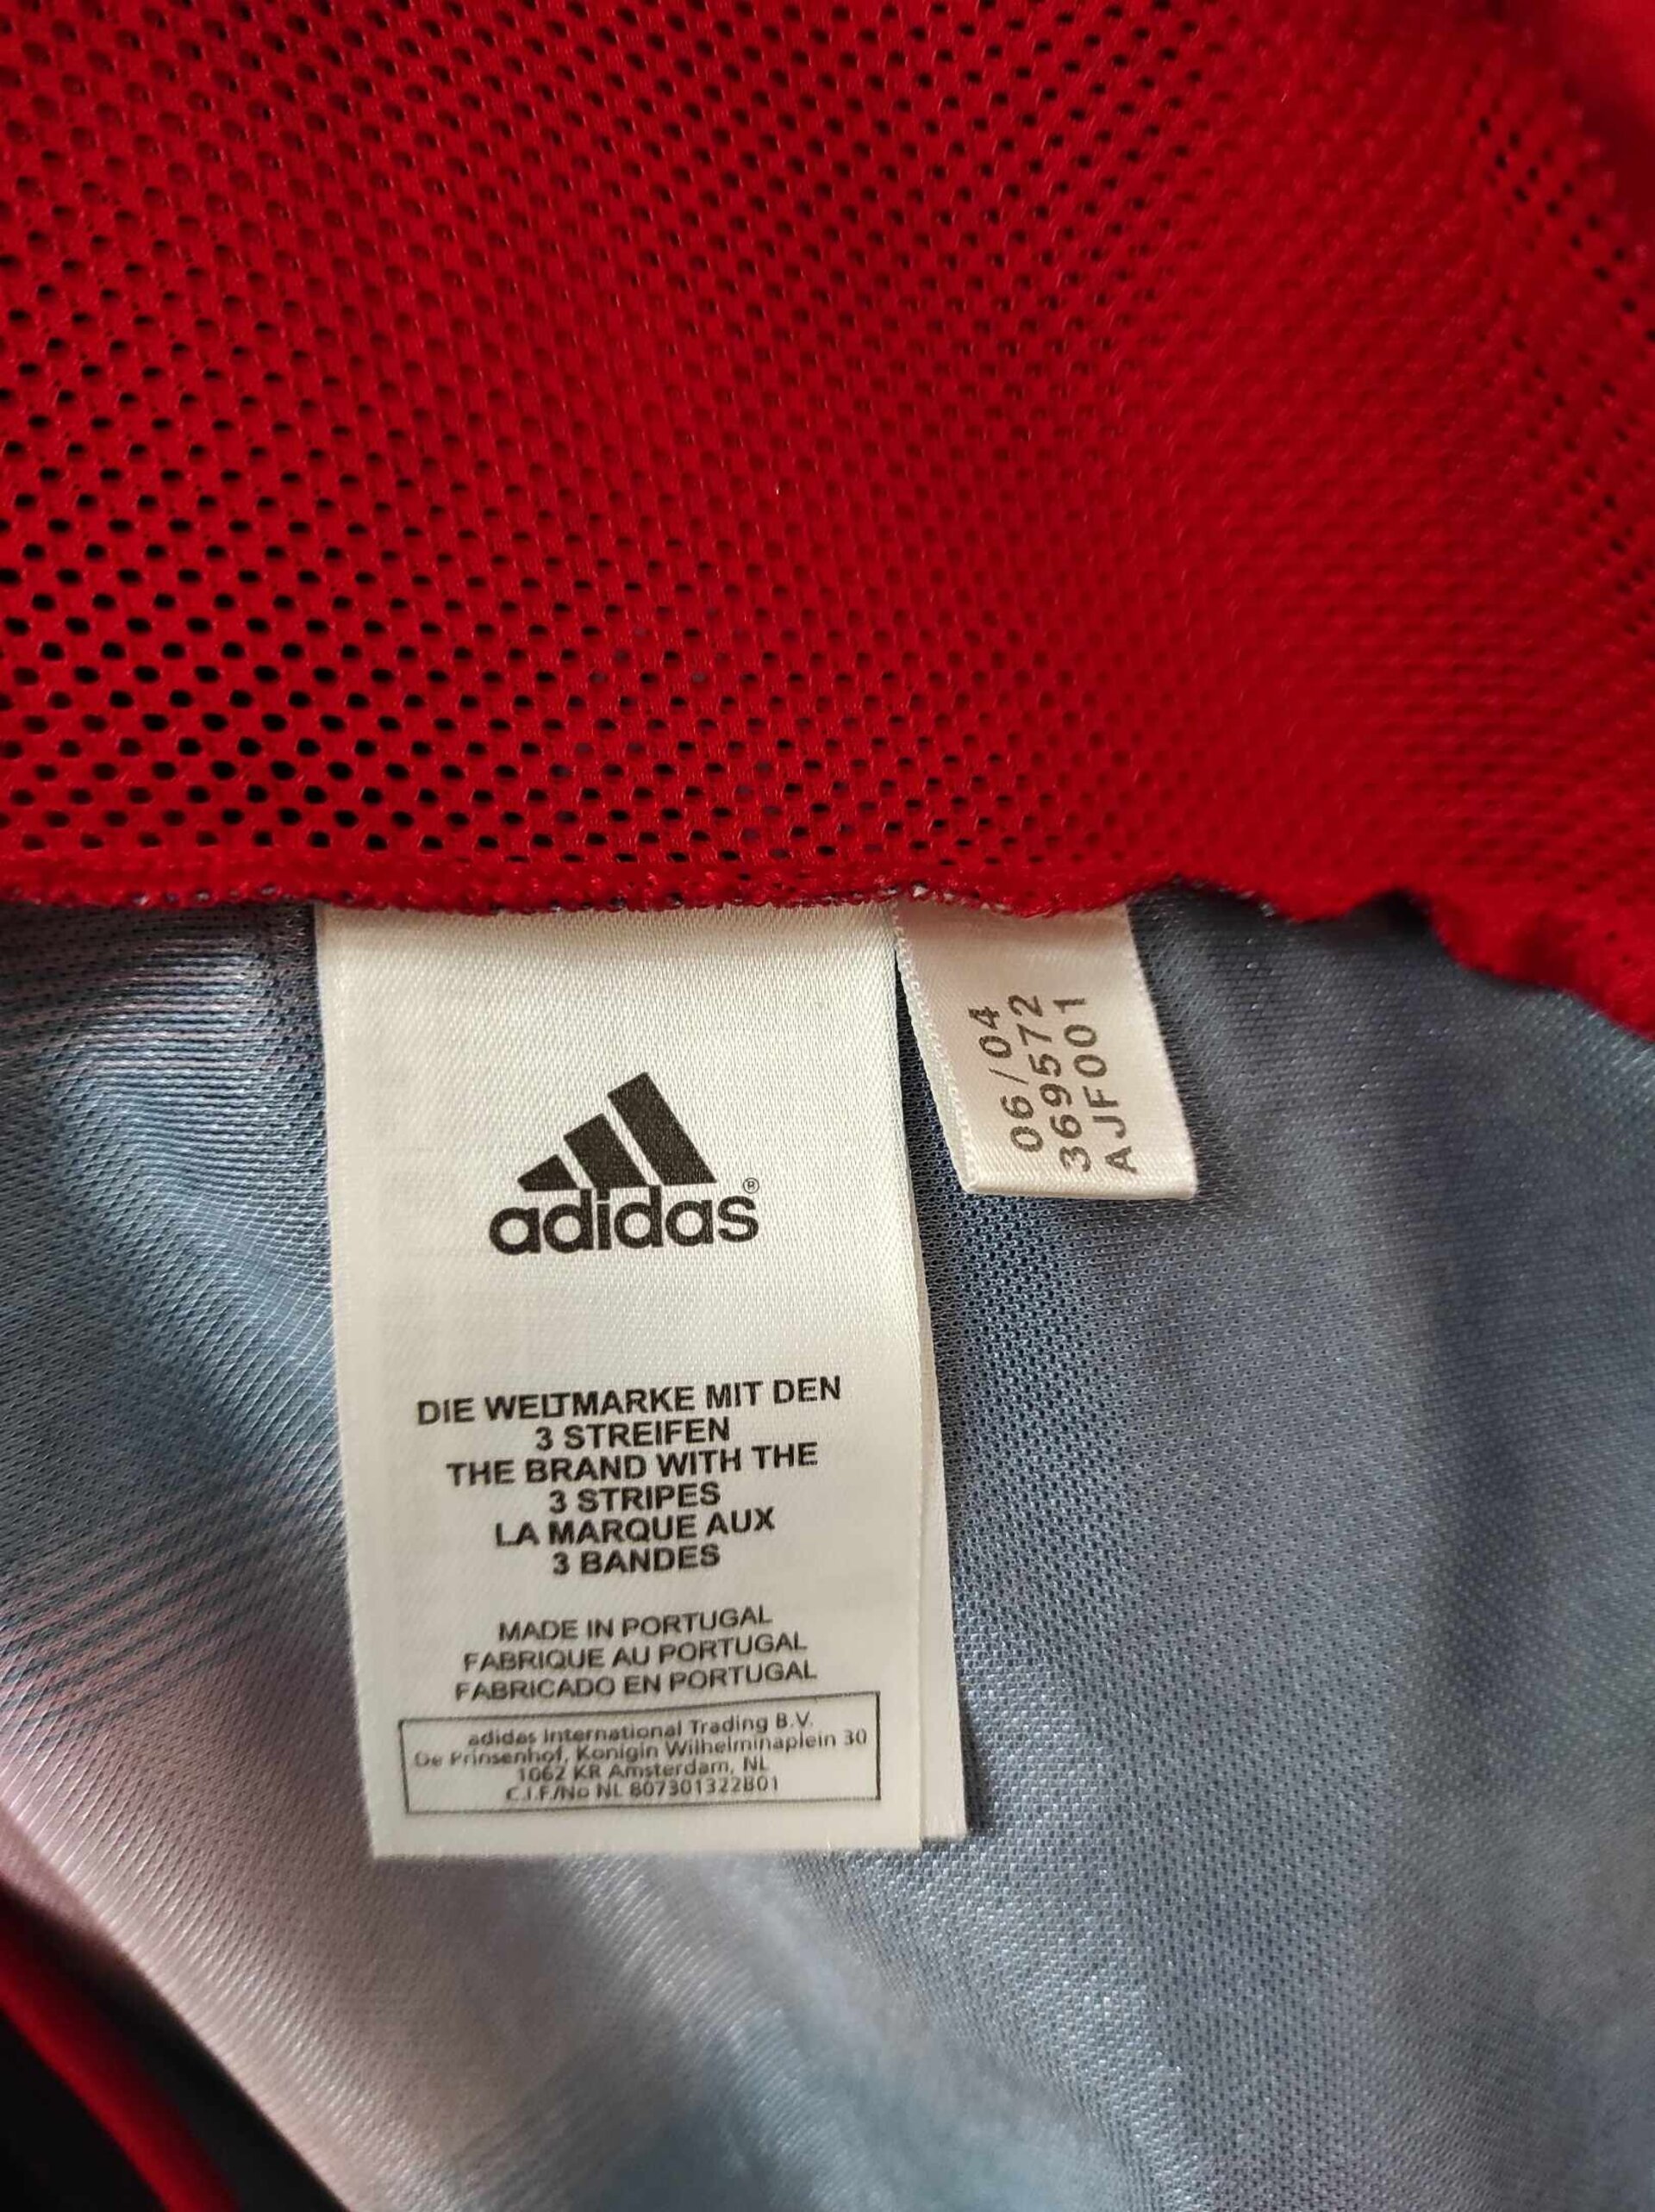 adidas®
DIE WELTMARKE MIT DEN
3 STREIFEN
THE BRAND WITH THE
3 STRIPES
LA MARQUE AUX
3 BANDES
MADE IN PORTUGAL
FABRIQUE AU PORTUGAL
FABRICADO EN PORTUGAL
adidas International Trading B.V.
De Prinsenhof, Konigin Wilhelminaplein 30
1062 KR Amsterdam, NL
C.I.F./No NL 807301322B01
06/04
369572
AJF001